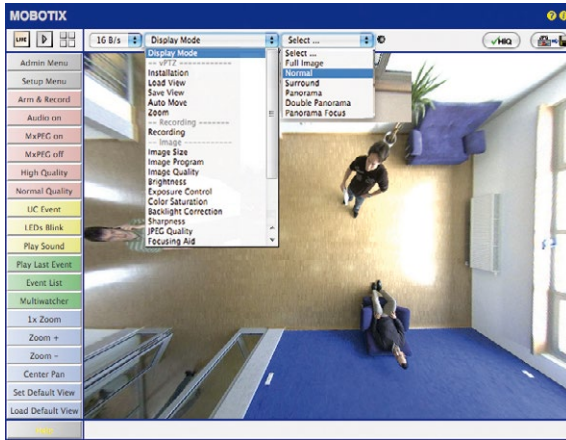 MOBOTIX
LIVE
16 B/s
Display Mode
Select ...
HiQ
Display Mode
-- vPTZ ------------
Installation
Load View
Save View
Auto Move
Zoom
-- Recording -------
Recording
-- Image -----------
Image Size
Image Program
Image Quality
Brightness
Exposure Control
Color Saturation
Backlight Correction
Sharpness
JPEG Quality
Focusing Aid
Select ...
Full Image
Normal
Surround
Panorama
Double Panorama
Panorama Focus
Admin Menu
Setup Menu
Arm & Record
Audio on
MxPEG on
MxPEG off
High Quality
Normal Quality
UC Event
LEDs Blink
Play Sound
Play Last Event
Event List
Multiwatcher
1x Zoom
Zoom +
Zoom -
Center Pan
Set Default View
Load Default View